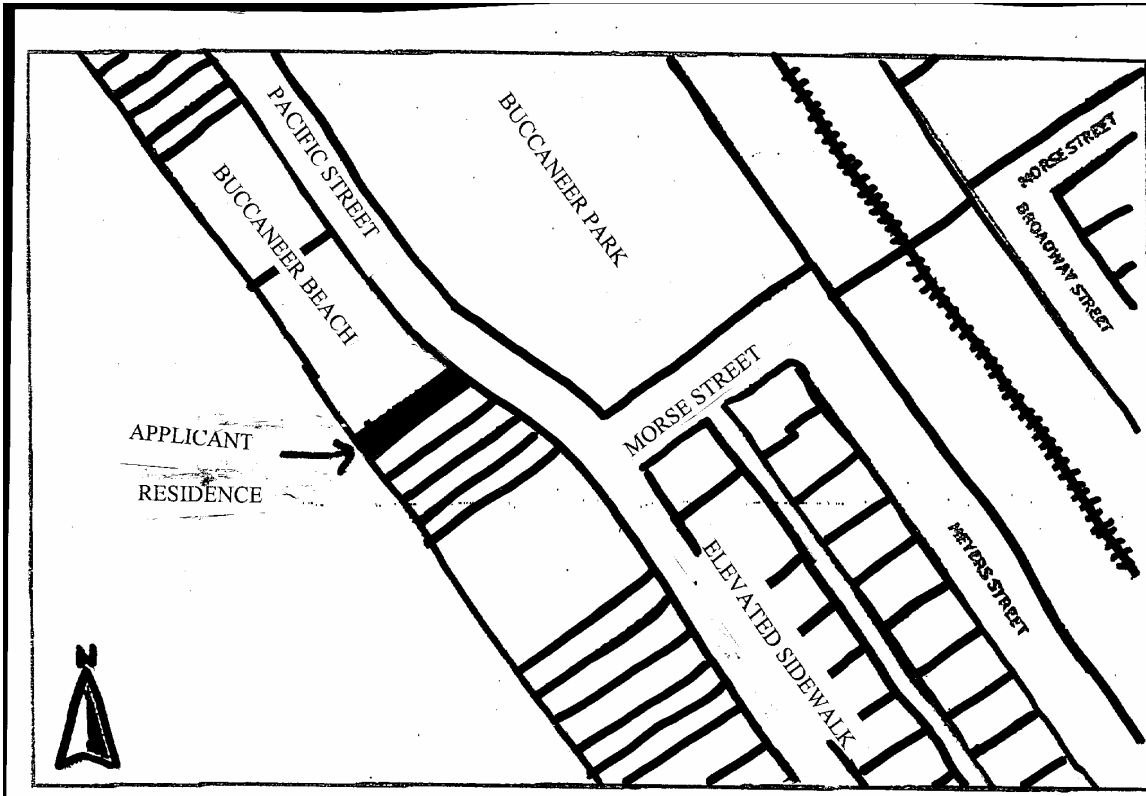 PACIFIC STREET
BUCCANEER PARK
MORSE STREET
BROADWAY STREET
BUCCANEER BEACH
MORSE STREET
APPLICANT
RESIDENCE
ELEVATED SIDEWALK
MEYERS STREET
N